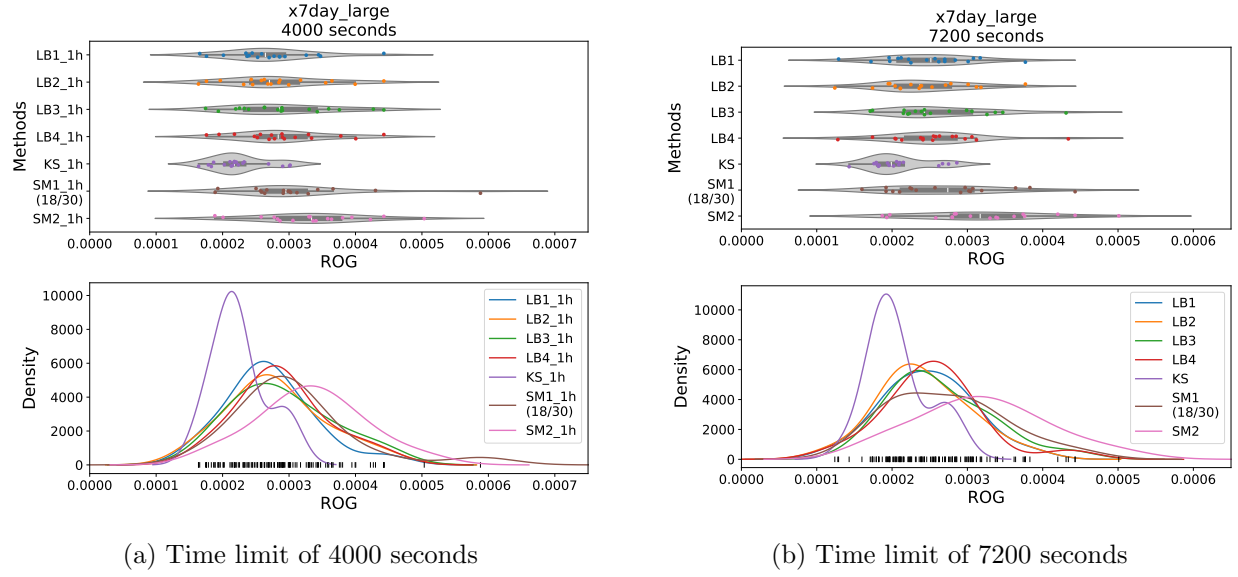 x7day_large
4000 seconds
Methods
LB1_1h
LB2_1h
LB3_1h
LB4_1h
KS_1h
SM1_1h
(18/30)
SM2_1h
0.0000 0.0001 0.0002 0.0003 0.0004 0.0005 0.0006 0.0007
ROG
Density
10000
8000
6000
4000
2000
0
LB1_1h
LB2_1h
LB3_1h
LB4_1h
KS_1h
SM1_1h
(18/30)
SM2_1h
0.0000 0.0001 0.0002 0.0003 0.0004 0.0005 0.0006 0.0007
ROG
(a) Time limit of 4000 seconds
x7day_large
7200 seconds
Methods
LB1
LB2
LB3
LB4
KS
SM1
(18/30)
SM2
0.0000 0.0001 0.0002 0.0003 0.0004 0.0005 0.0006
ROG
Density
10000
8000
6000
4000
2000
0
LB1
LB2
LB3
LB4
KS
SM1
(18/30)
SM2
0.0000 0.0001 0.0002 0.0003 0.0004 0.0005 0.0006
ROG
(b) Time limit of 7200 seconds